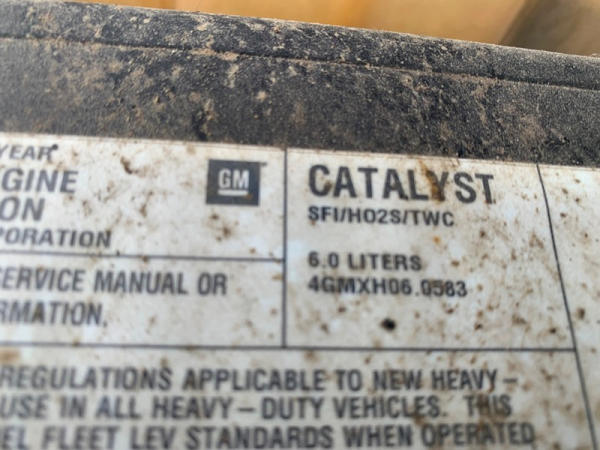 YEAR
GM
CATALYST
GINE
SFI/HO2S/TWC
ON
PORATION
6.0 LITERS
SERVICE MANUAL OR
4GMXH06.0583
RMATION.
REGULATIONS APPLICABLE TO NEW HEAVY-
USE IN ALL HEAVY-DUTY VEHICLES. THIS
EL FLEET LEV STANDARDS WHEN OPERATED